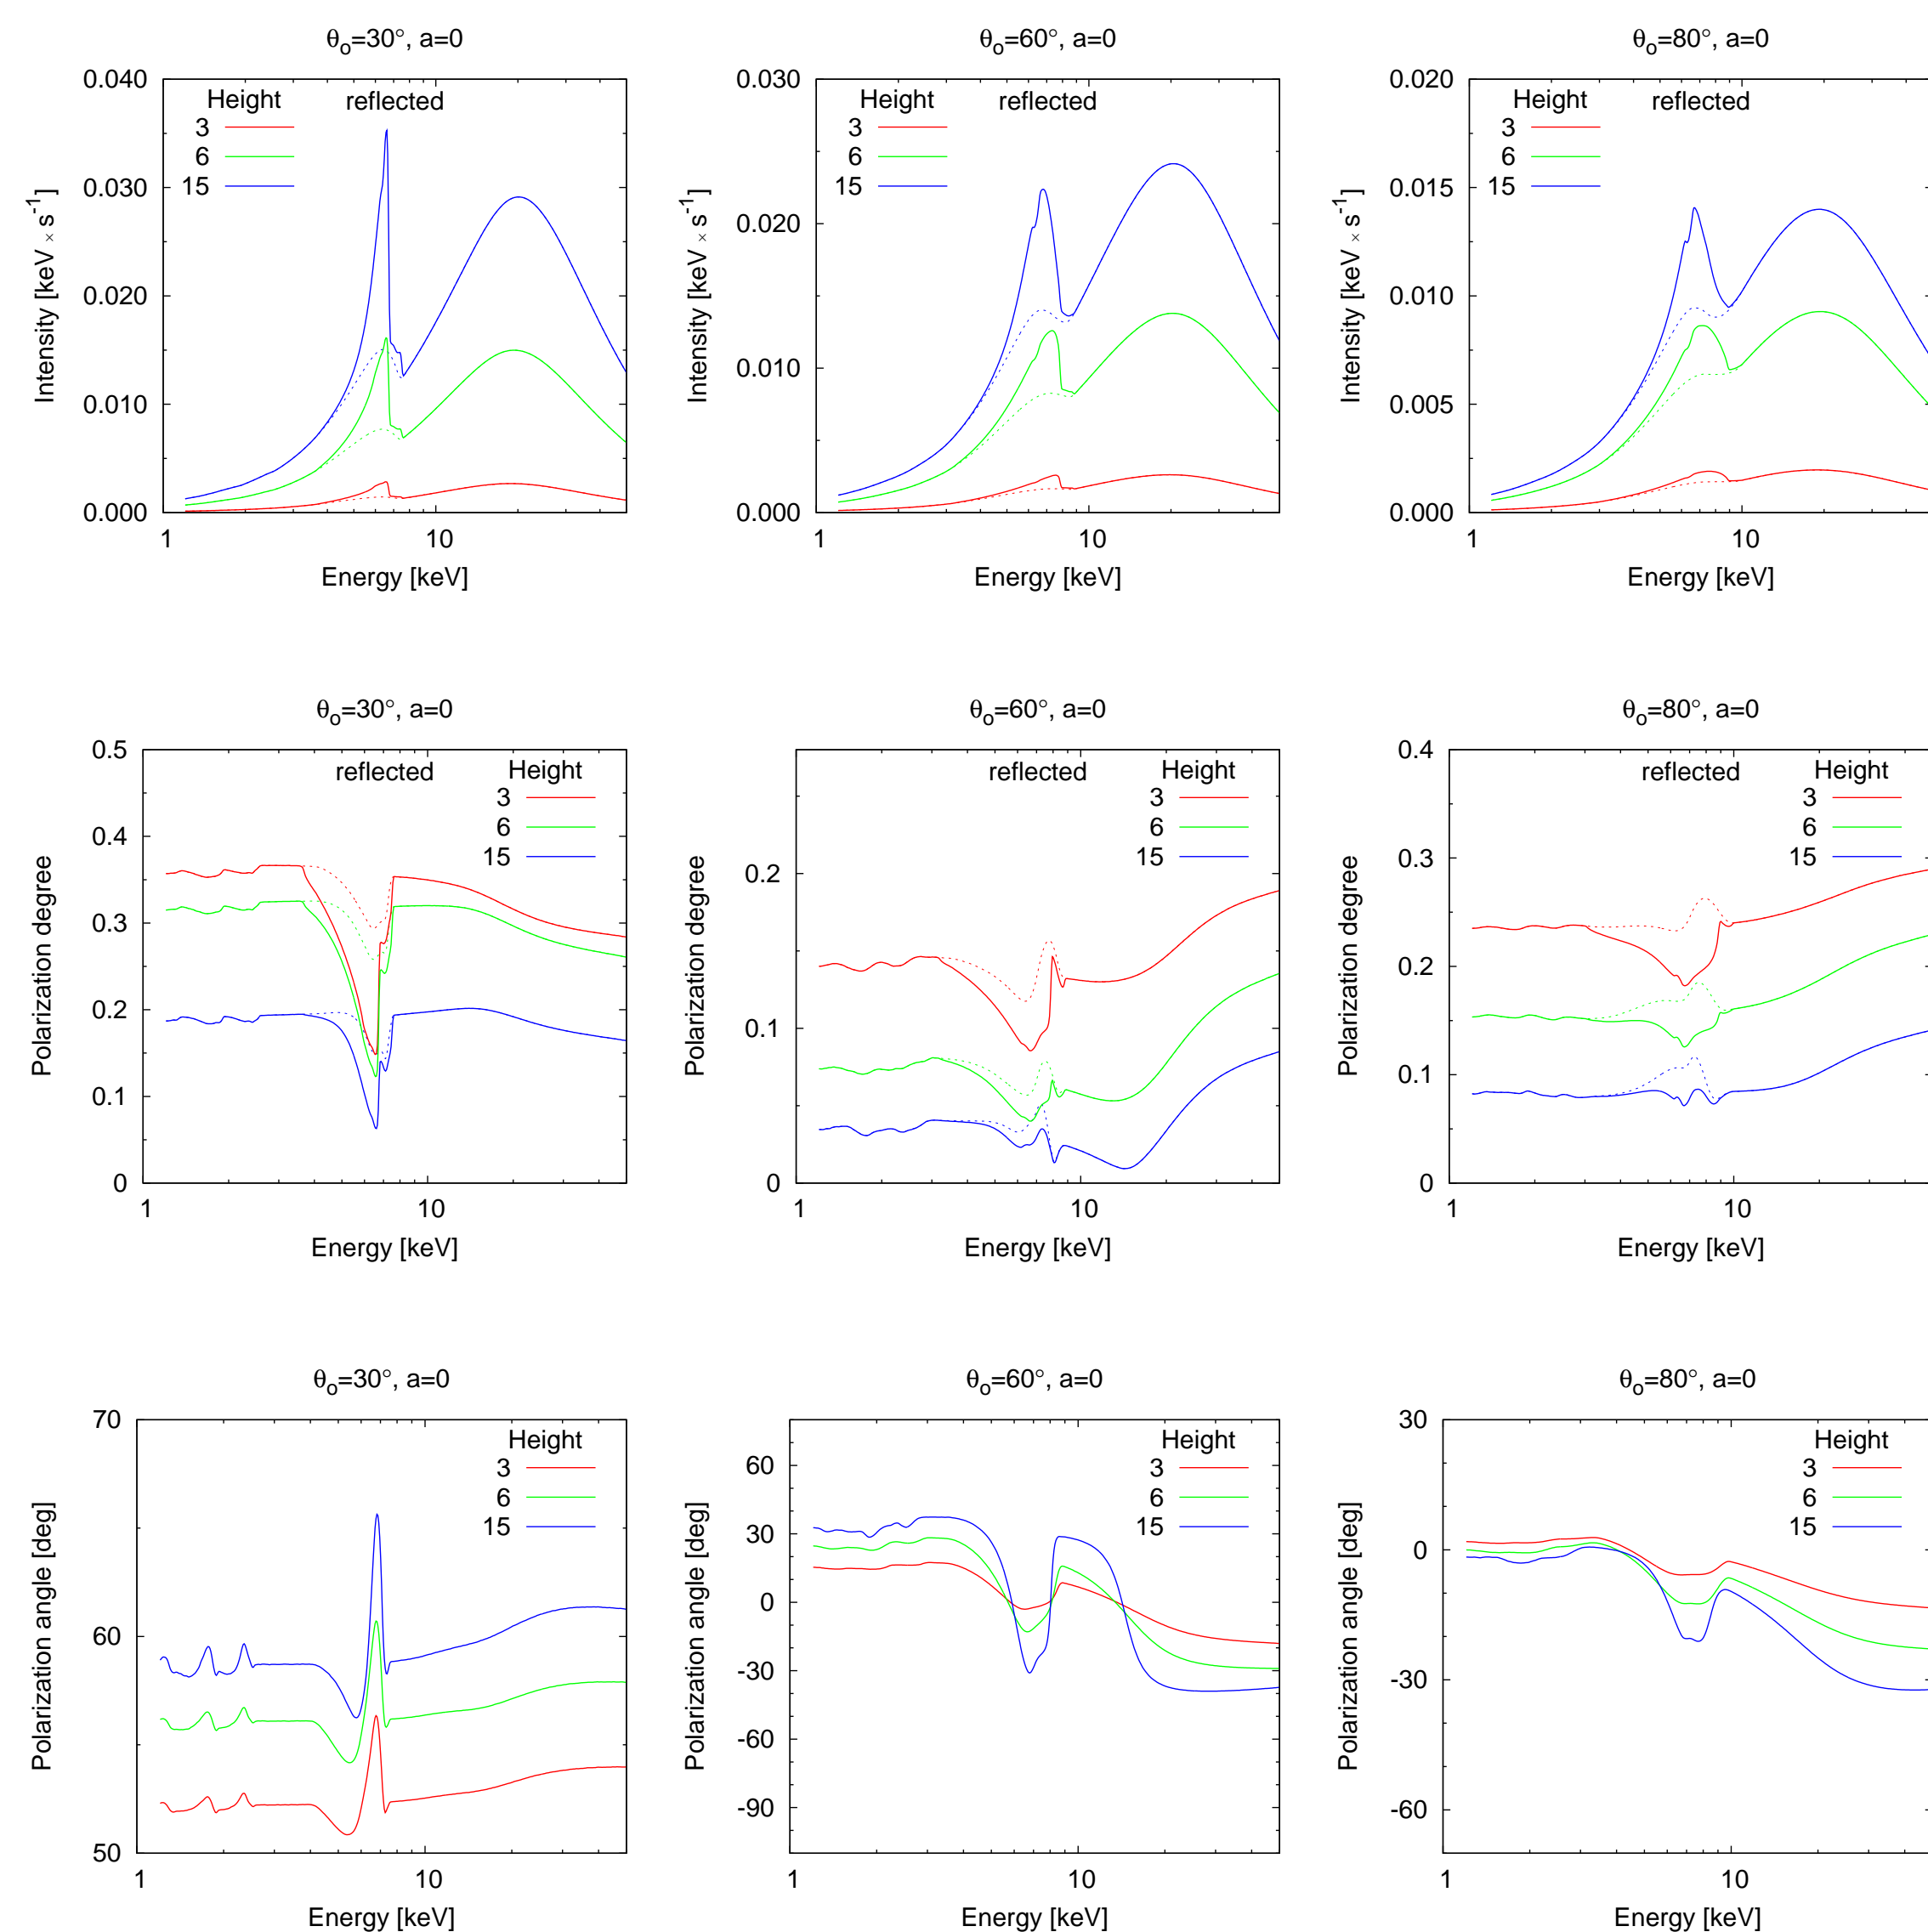 θo=30°, a=0
reflected
Height
3
6
15
0.040
0.030
0.020
0.010
0.000
Intensity [keV × s-1]
1
10
Energy [keV]
θo=60°, a=0
reflected
Height
3
6
15
0.030
0.020
0.010
0.000
Intensity [keV × s-1]
1
10
Energy [keV]
θo=80°, a=0
reflected
Height
3
6
15
0.020
0.015
0.010
0.005
0.000
Intensity [keV × s-1]
1
10
Energy [keV]
θo=30°, a=0
reflected
Height
3
6
15
0.5
0.4
0.3
0.2
0.1
0
Polarization degree
1
10
Energy [keV]
θo=60°, a=0
reflected
Height
3
6
15
0.2
0.1
0
Polarization degree
1
10
Energy [keV]
θo=80°, a=0
reflected
Height
3
6
15
0.4
0.3
0.2
0.1
0
Polarization degree
1
10
Energy [keV]
θo=30°, a=0
Height
3
6
15
70
60
50
Polarization angle [deg]
1
10
Energy [keV]
θo=60°, a=0
Height
3
6
15
60
30
0
-30
-60
-90
Polarization angle [deg]
1
10
Energy [keV]
θo=80°, a=0
Height
3
6
15
30
0
-30
-60
Polarization angle [deg]
1
10
Energy [keV]